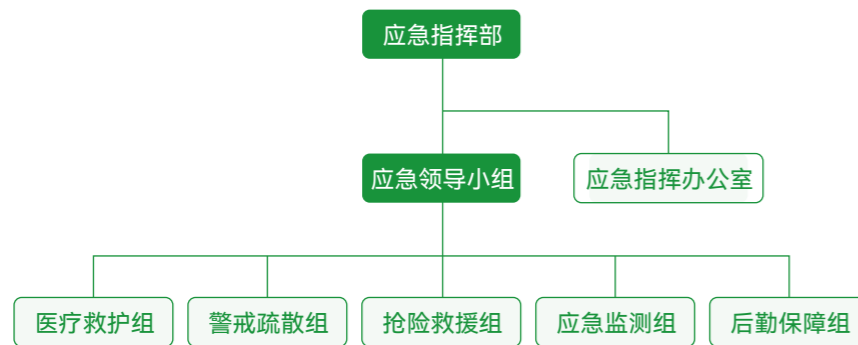 应急指挥部
应急领导小组
应急指挥办公室
医疗救护组
警戒疏散组
抢险救援组
应急监测组
后勤保障组